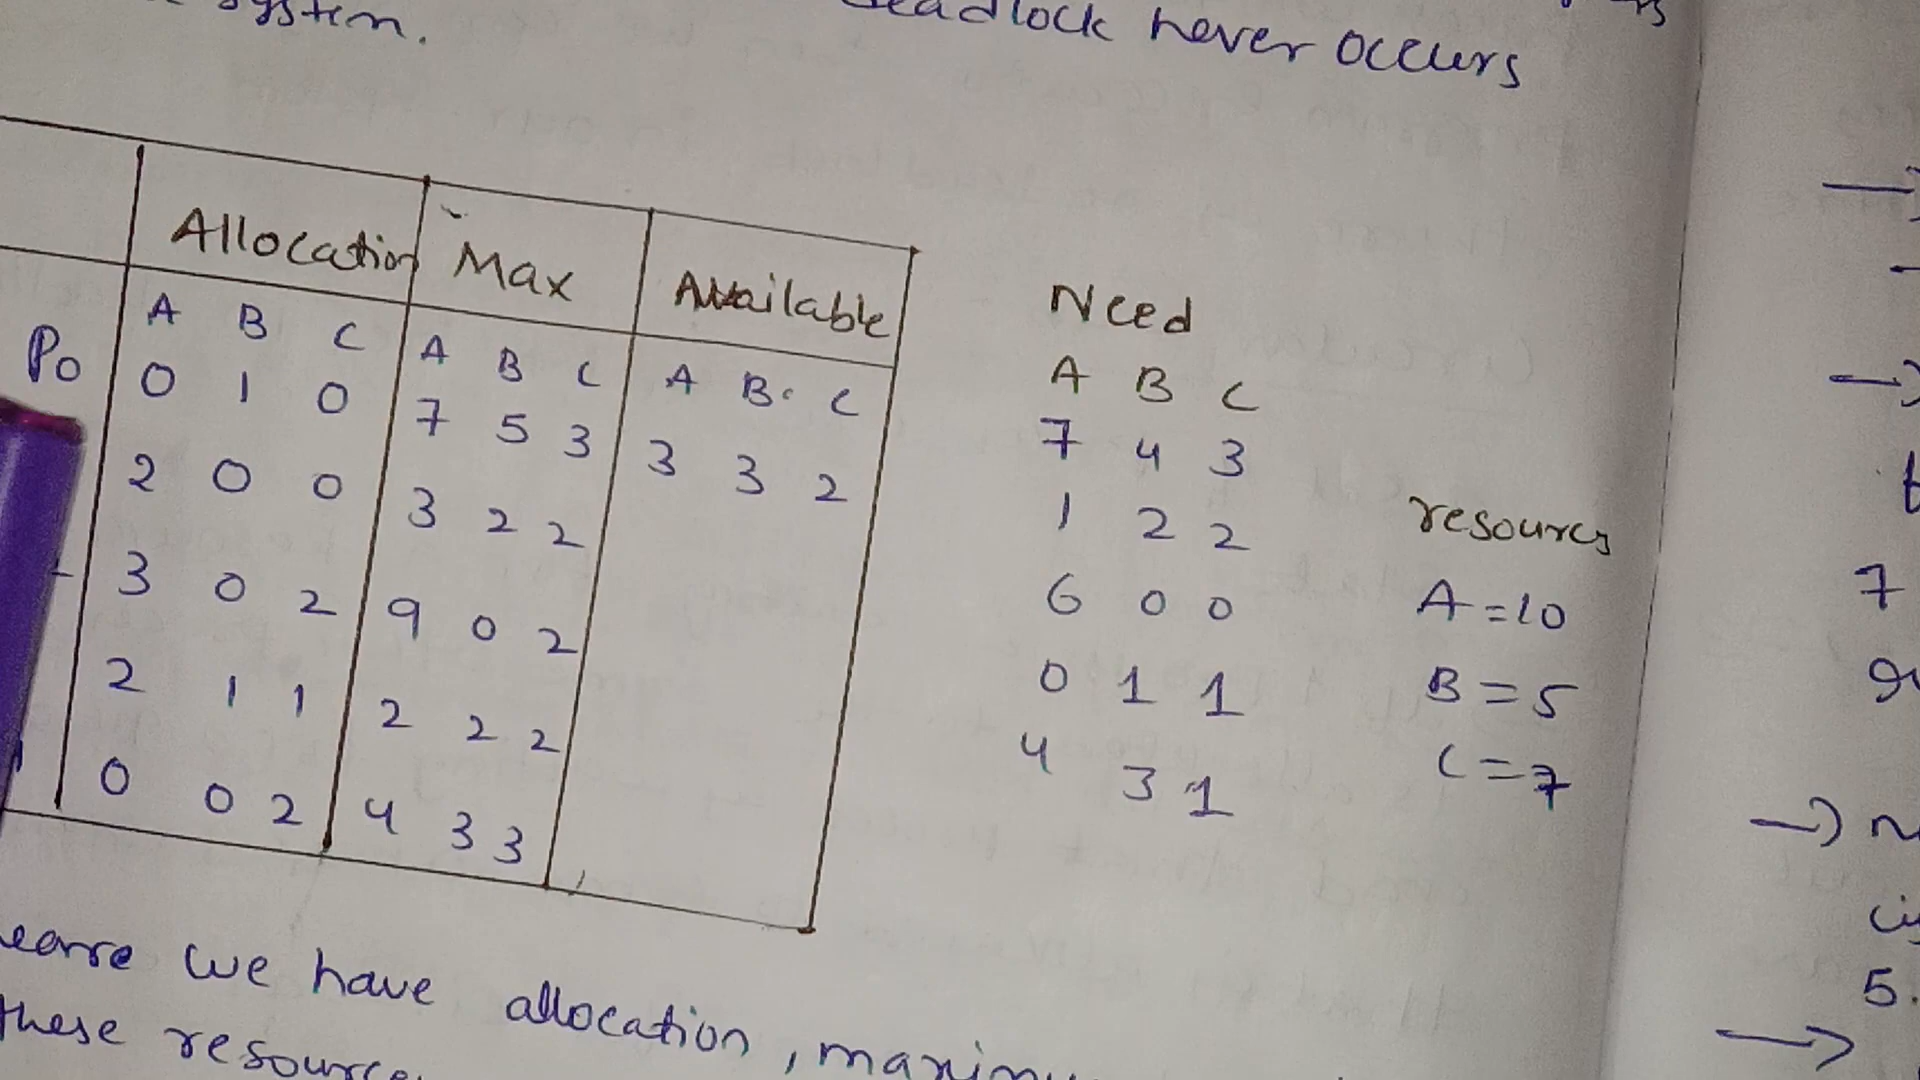 system.
Deadlock never occurs
Allocation Max Available
A B C A B C A B C
P0 0 1 0 7 5 3 3 3 2
2 0 0 3 2 2
3 0 2 9 0 2
2 1 1 2 2 2
0 0 2 4 3 3
Need
A B C
7 4 3
1 2 2
6 0 0
0 1 1
4 3 1
resources
A = 10
B = 5
C = 7
we have allocation,
these resource
7
5.